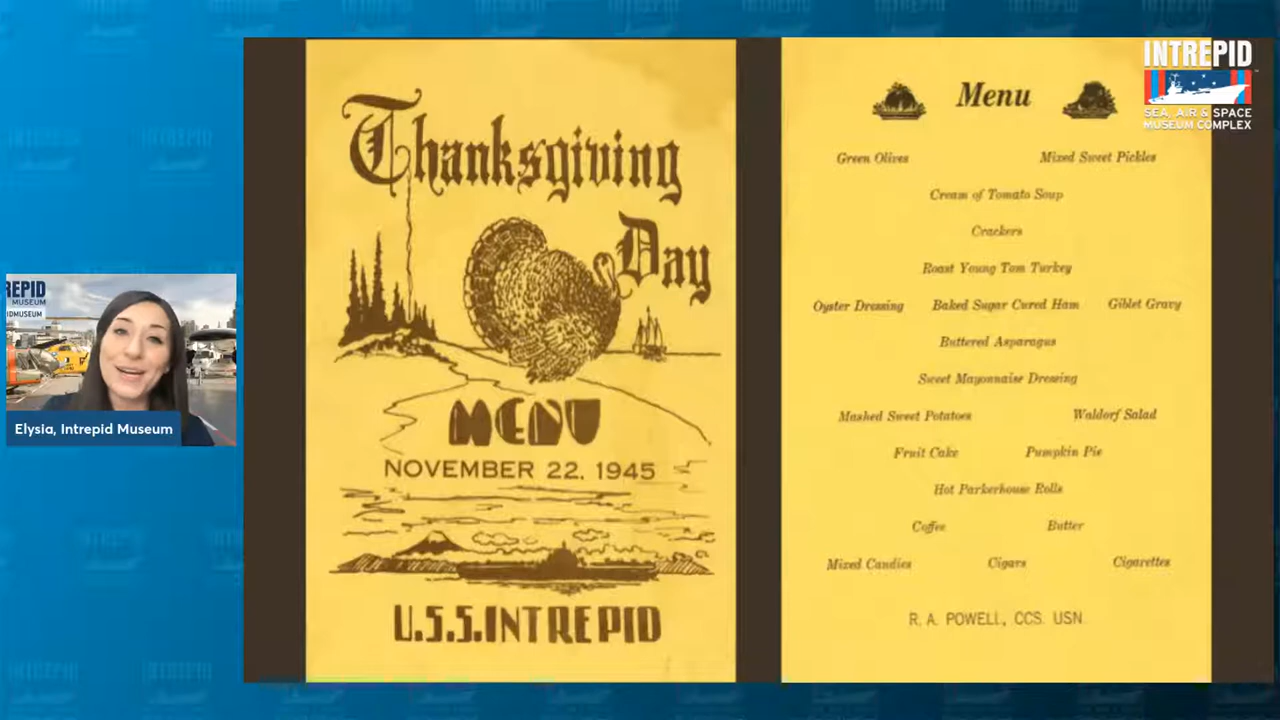 Thanksgiving
Day
MENU
NOVEMBER 22, 1945
U.S.S. INTREPID
Menu
Green Olives Mixed Sweet Pickles
Cream of Tomato Soup
Crackers
Roast Young Tom Turkey
Oyster Dressing Baked Sugar Cured Ham Giblet Gravy
Buttered Asparagus
Sweet Mayonnaise Dressing
Mashed Sweet Potatoes Waldorf Salad
Fruit Cake Pumpkin Pie
Hot Parkerhouse Rolls
Coffee Butter
Mixed Candies Cigars Cigarettes
R. A. POWELL, CCS. USN.
INTREPID
SEA, AIR & SPACE
MUSEUM COMPLEX
REPID
MUSEUM
IDMUSEUM
Elysia, Intrepid Museum